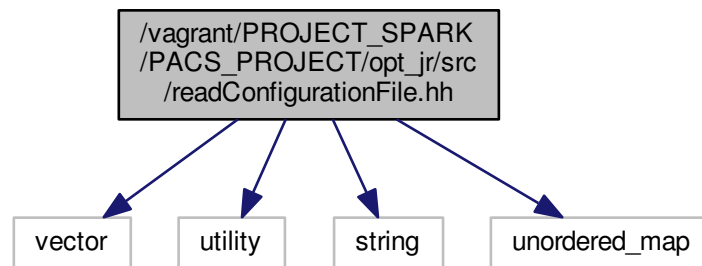 /vagrant/PROJECT_SPARK
/PACS_PROJECT/opt_jr/src
/readConfigurationFile.hh
vector
utility
string
unordered_map